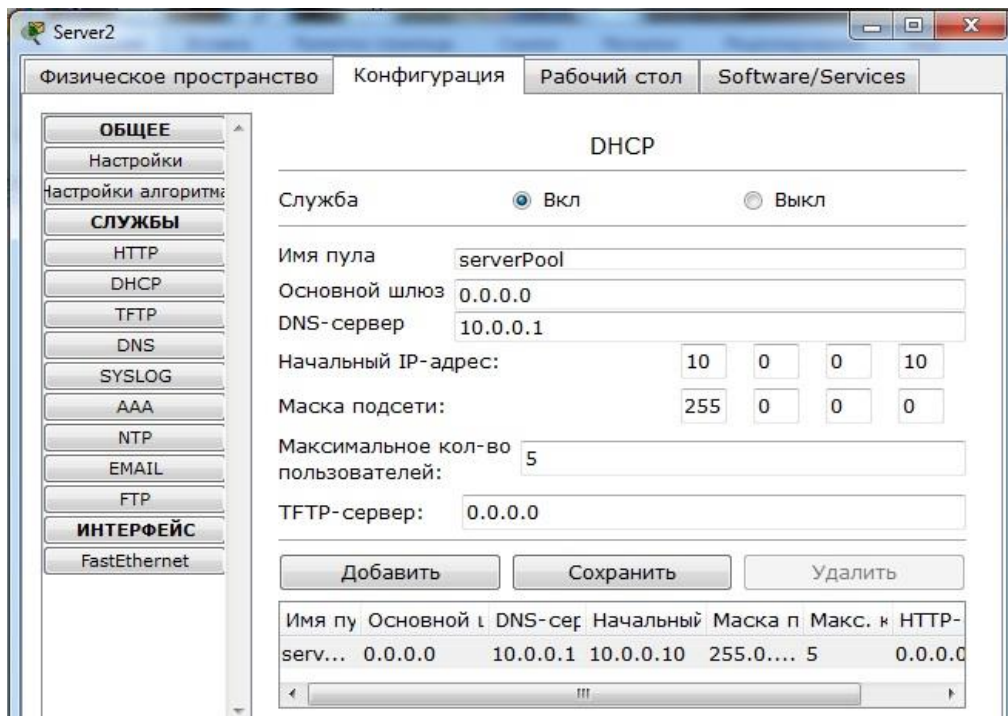 Server2
Физическое пространство Конфигурация Рабочий стол Software/Services
ОБЩЕЕ
Настройки
Настройки алгоритма
СЛУЖБЫ
HTTP
DHCP
TFTP
DNS
SYSLOG
AAA
NTP
EMAIL
FTP
ИНТЕРФЕЙС
FastEthernet
DHCP
Служба Вкл Выкл
Имя пула serverPool
Основной шлюз 0.0.0.0
DNS-сервер 10.0.0.1
Начальный IP-адрес: 10 0 0 10
Маска подсети: 255 0 0 0
Максимальное кол-во
пользователей: 5
TFTP-сервер: 0.0.0.0
Добавить Сохранить Удалить
Имя пу Основной ι DNS-сер Начальный Маска п Макс. к HTTP-
serv... 0.0.0.0 10.0.0.1 10.0.0.10 255.0.... 5 0.0.0.0